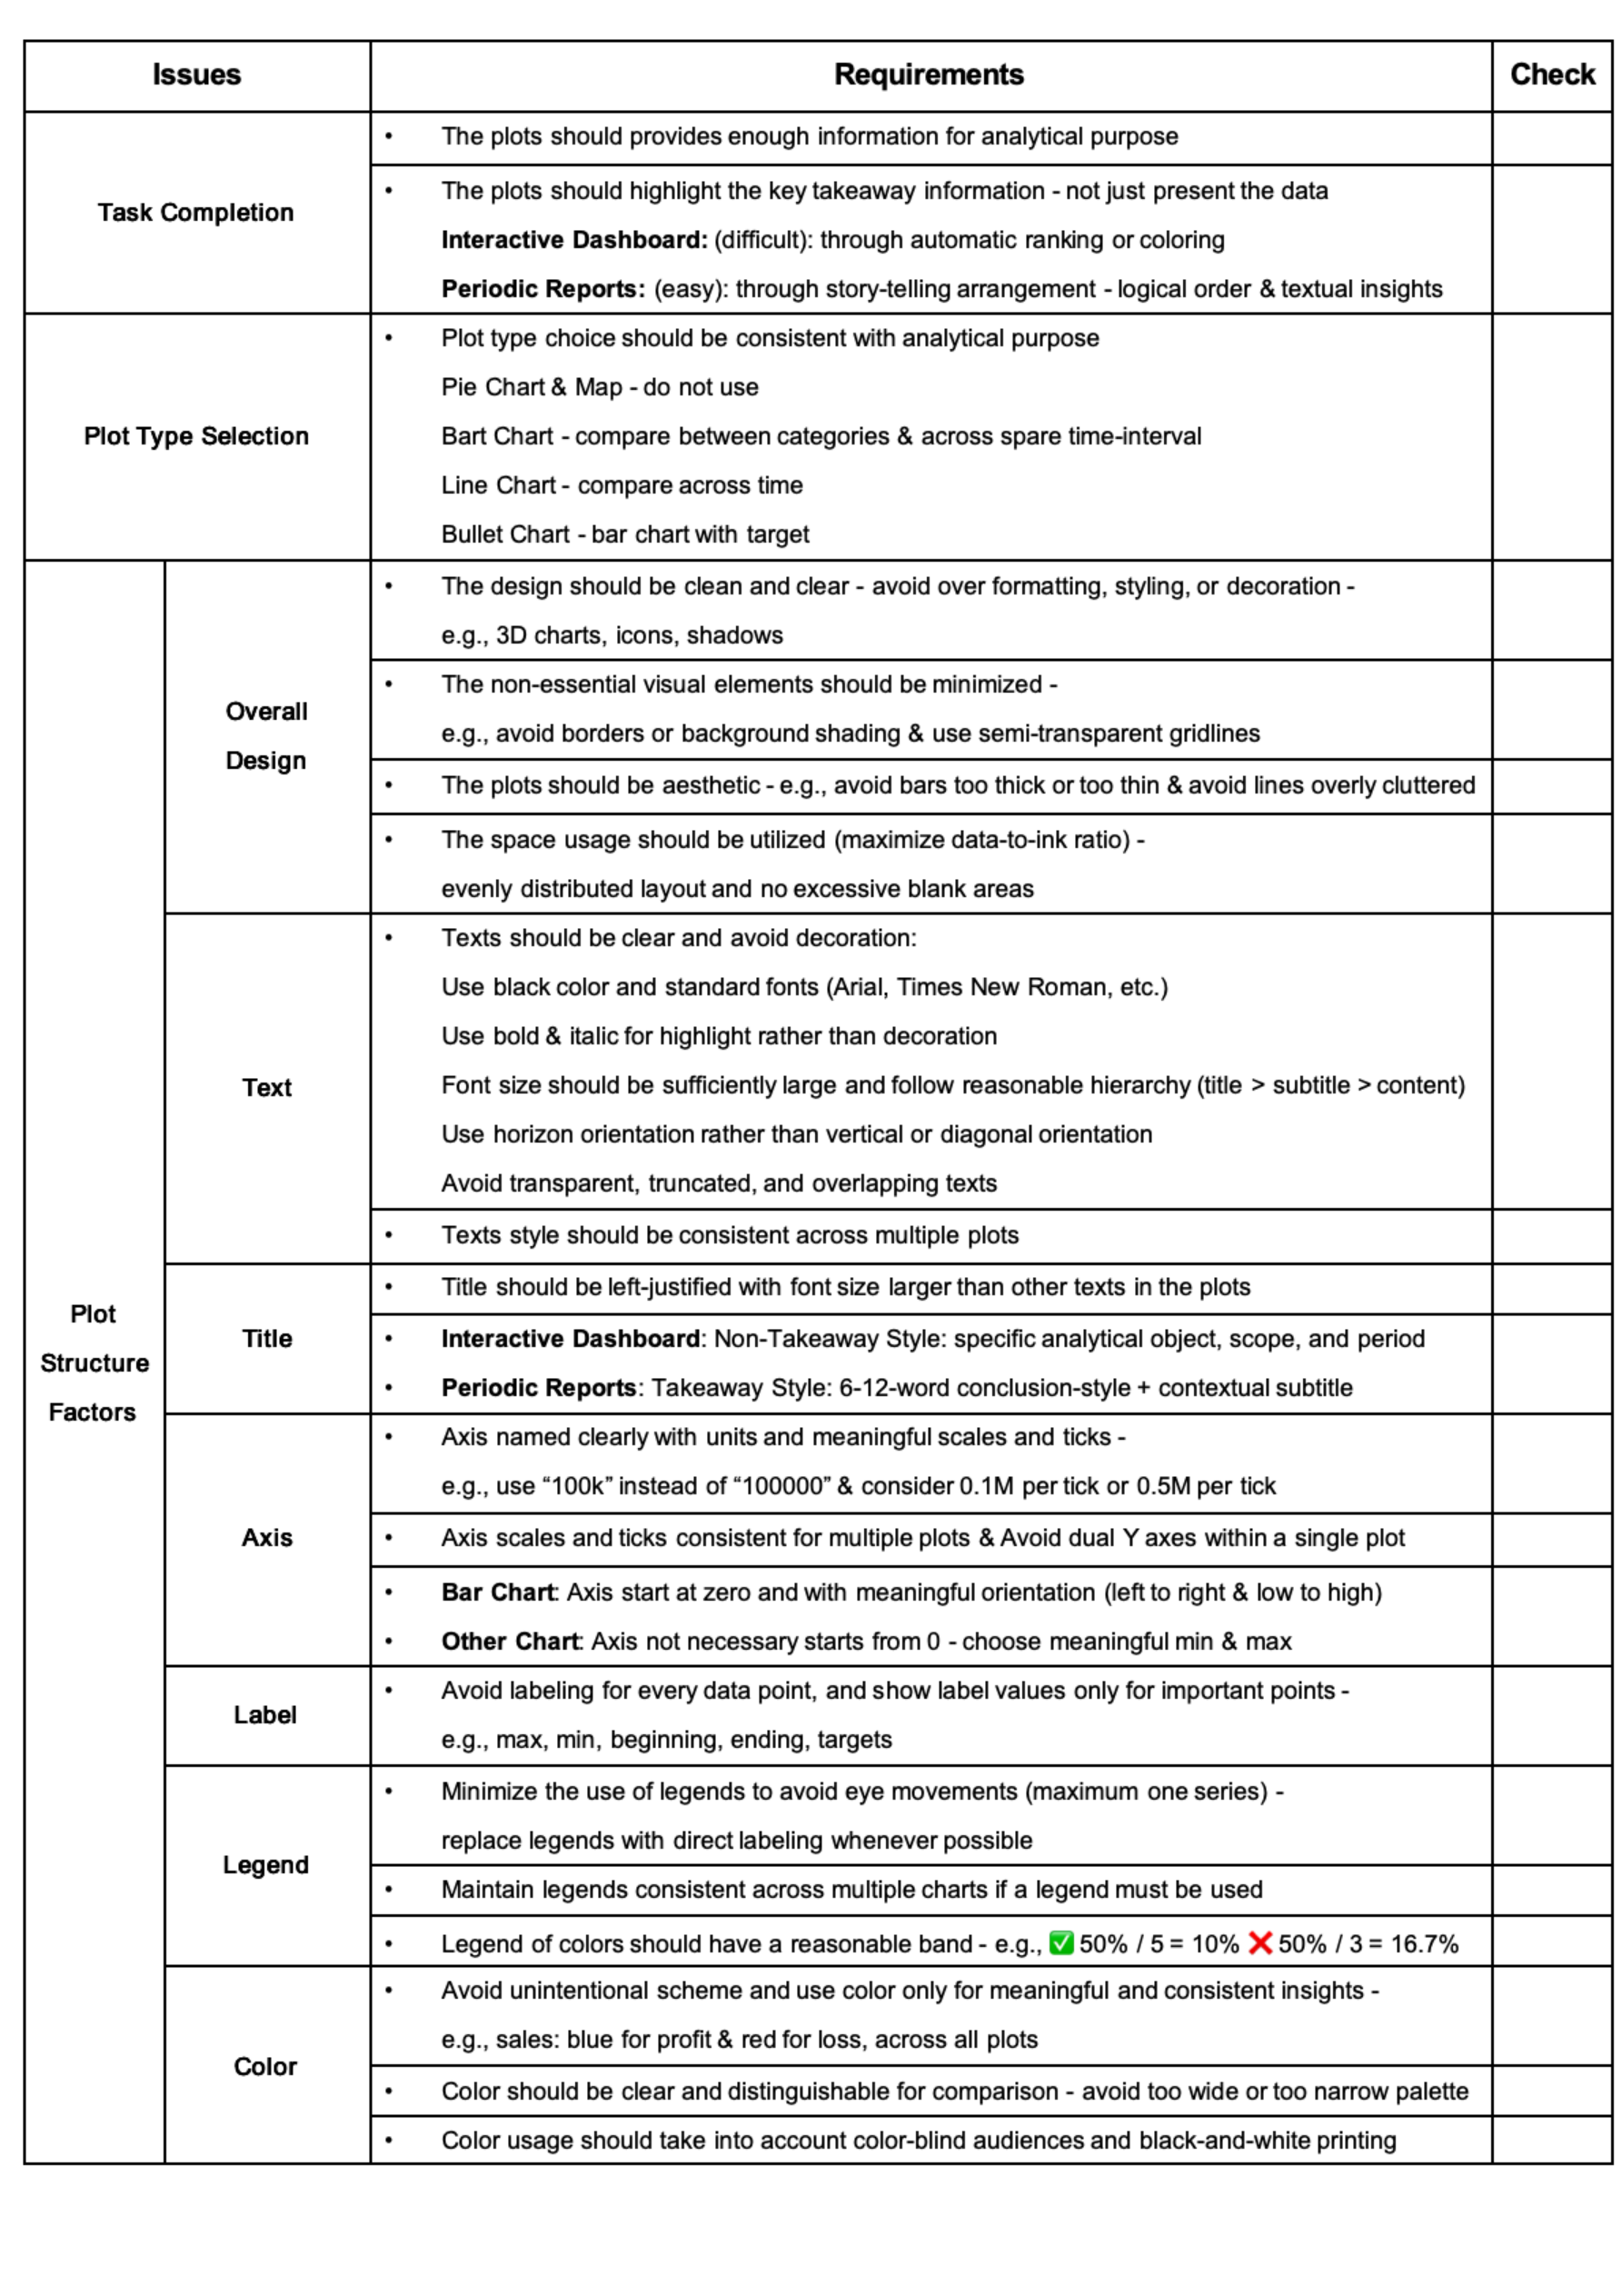 Issues Requirements Check
Task Completion
• The plots should provides enough information for analytical purpose
• The plots should highlight the key takeaway information - not just present the data
Interactive Dashboard: (difficult): through automatic ranking or coloring
Periodic Reports: (easy): through story-telling arrangement - logical order & textual insights
Plot Type Selection
• Plot type choice should be consistent with analytical purpose
Pie Chart & Map - do not use
Bart Chart - compare between categories & across spare time-interval
Line Chart - compare across time
Bullet Chart - bar chart with target
Plot
Structure
Factors
Overall
Design
• The design should be clean and clear - avoid over formatting, styling, or decoration -
e.g., 3D charts, icons, shadows
• The non-essential visual elements should be minimized -
e.g., avoid borders or background shading & use semi-transparent gridlines
• The plots should be aesthetic - e.g., avoid bars too thick or too thin & avoid lines overly cluttered
• The space usage should be utilized (maximize data-to-ink ratio) -
evenly distributed layout and no excessive blank areas
Text
• Texts should be clear and avoid decoration:
Use black color and standard fonts (Arial, Times New Roman, etc.)
Use bold & italic for highlight rather than decoration
Font size should be sufficiently large and follow reasonable hierarchy (title > subtitle > content)
Use horizon orientation rather than vertical or diagonal orientation
Avoid transparent, truncated, and overlapping texts
• Texts style should be consistent across multiple plots
Title
• Title should be left-justified with font size larger than other texts in the plots
• Interactive Dashboard: Non-Takeaway Style: specific analytical object, scope, and period
• Periodic Reports: Takeaway Style: 6-12-word conclusion-style + contextual subtitle
Axis
• Axis named clearly with units and meaningful scales and ticks -
e.g., use “100k” instead of “100000” & consider 0.1M per tick or 0.5M per tick
• Axis scales and ticks consistent for multiple plots & Avoid dual Y axes within a single plot
• Bar Chart: Axis start at zero and with meaningful orientation (left to right & low to high)
• Other Chart: Axis not necessary starts from 0 - choose meaningful min & max
Label
• Avoid labeling for every data point, and show label values only for important points -
e.g., max, min, beginning, ending, targets
Legend
• Minimize the use of legends to avoid eye movements (maximum one series) -
replace legends with direct labeling whenever possible
• Maintain legends consistent across multiple charts if a legend must be used
• Legend of colors should have a reasonable band - e.g., ✅ 50% / 5 = 10% ❌ 50% / 3 = 16.7%
Color
• Avoid unintentional scheme and use color only for meaningful and consistent insights -
e.g., sales: blue for profit & red for loss, across all plots
• Color should be clear and distinguishable for comparison - avoid too wide or too narrow palette
• Color usage should take into account color-blind audiences and black-and-white printing